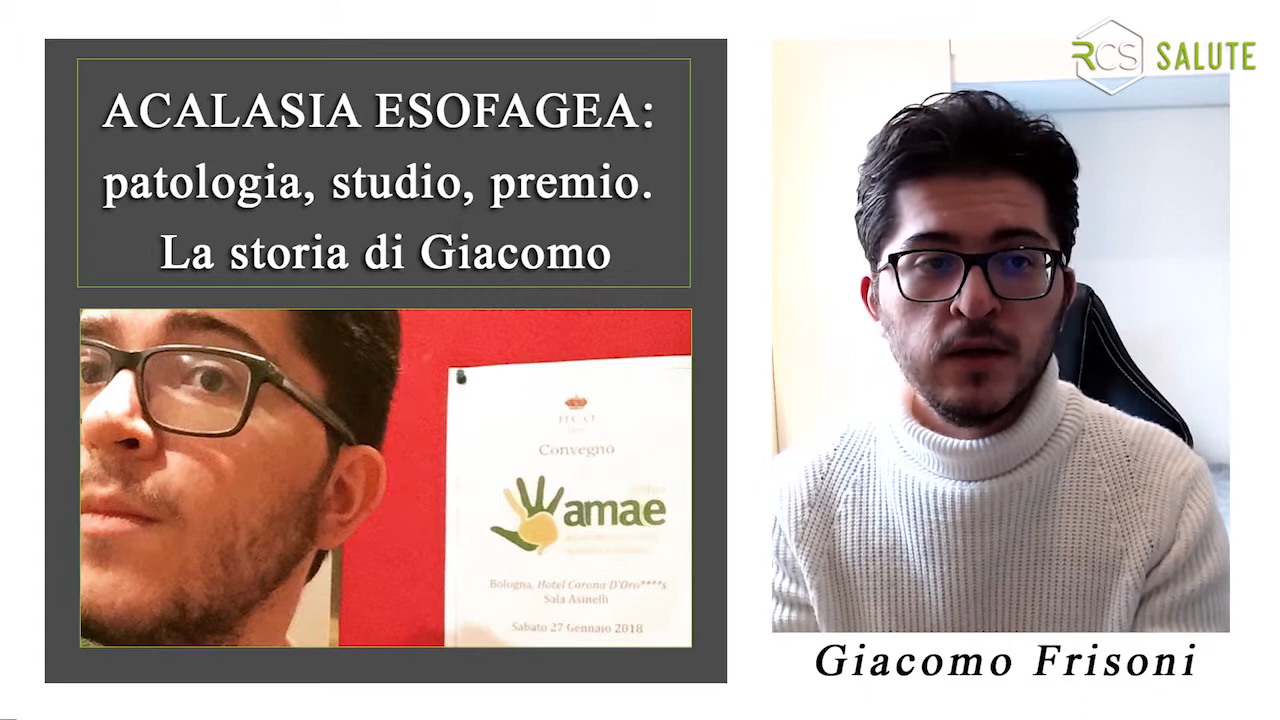 ACALASIA ESOFAGEA:
patologia, studio, premio.
La storia di Giacomo
HCO
Convegno
amae
Bologna, Hotel Corona D'Oro****s
Sala Asinelli
Sabato 27 Gennaio 2018
RCS SALUTE
Giacomo Frisoni